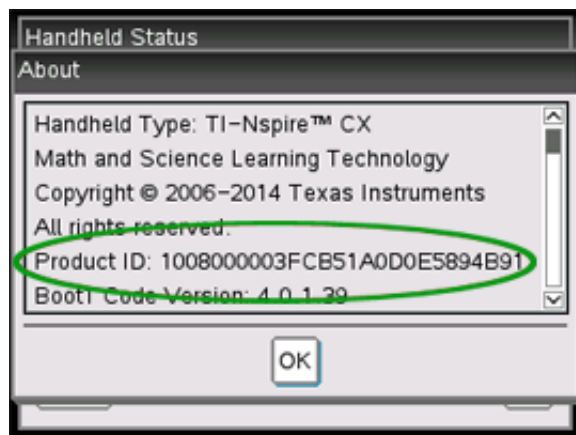 Handheld Status
About
Handheld Type: TI-Nspire™ CX
Math and Science Learning Technology
Copyright © 2006-2014 Texas Instruments
All rights reserved.
Product ID: 1008000003FCB51A0D0E5894B91
Boot1 Code Version: 4.0.1.39
OK